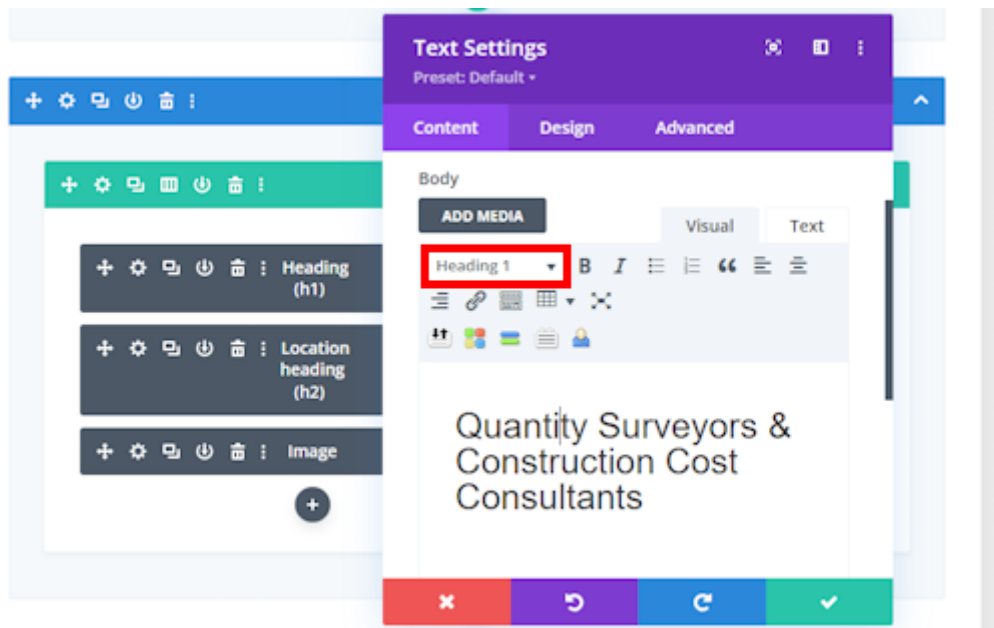 Text Settings
Preset: Default
Content Design Advanced
Body
ADD MEDIA
Visual Text
Heading 1
Heading
(h1)
Location
heading
(h2)
Image
Quantity Surveyors &
Construction Cost
Consultants